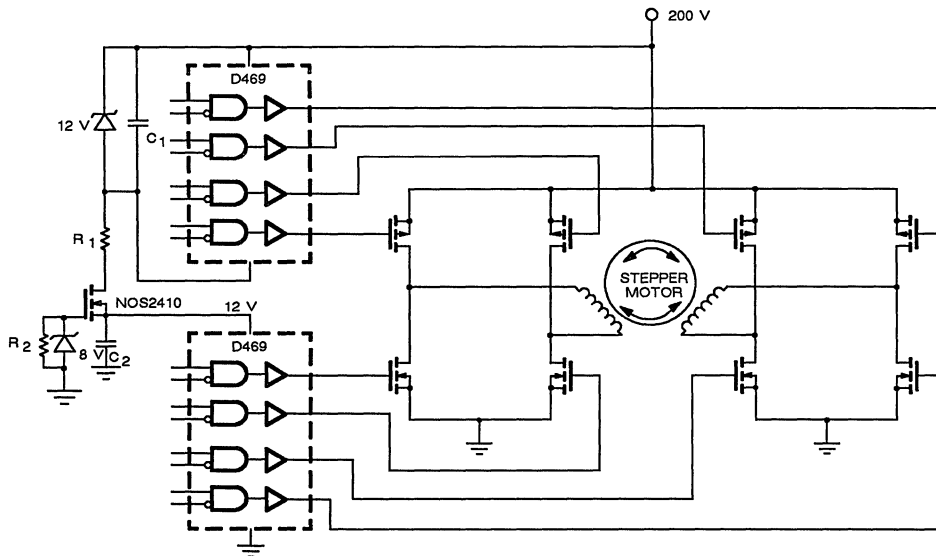 200 V
D469
12 V
C1
R1
STEPPER
MOTOR
NOS2410
12 V
R2
8 V
C2
D469